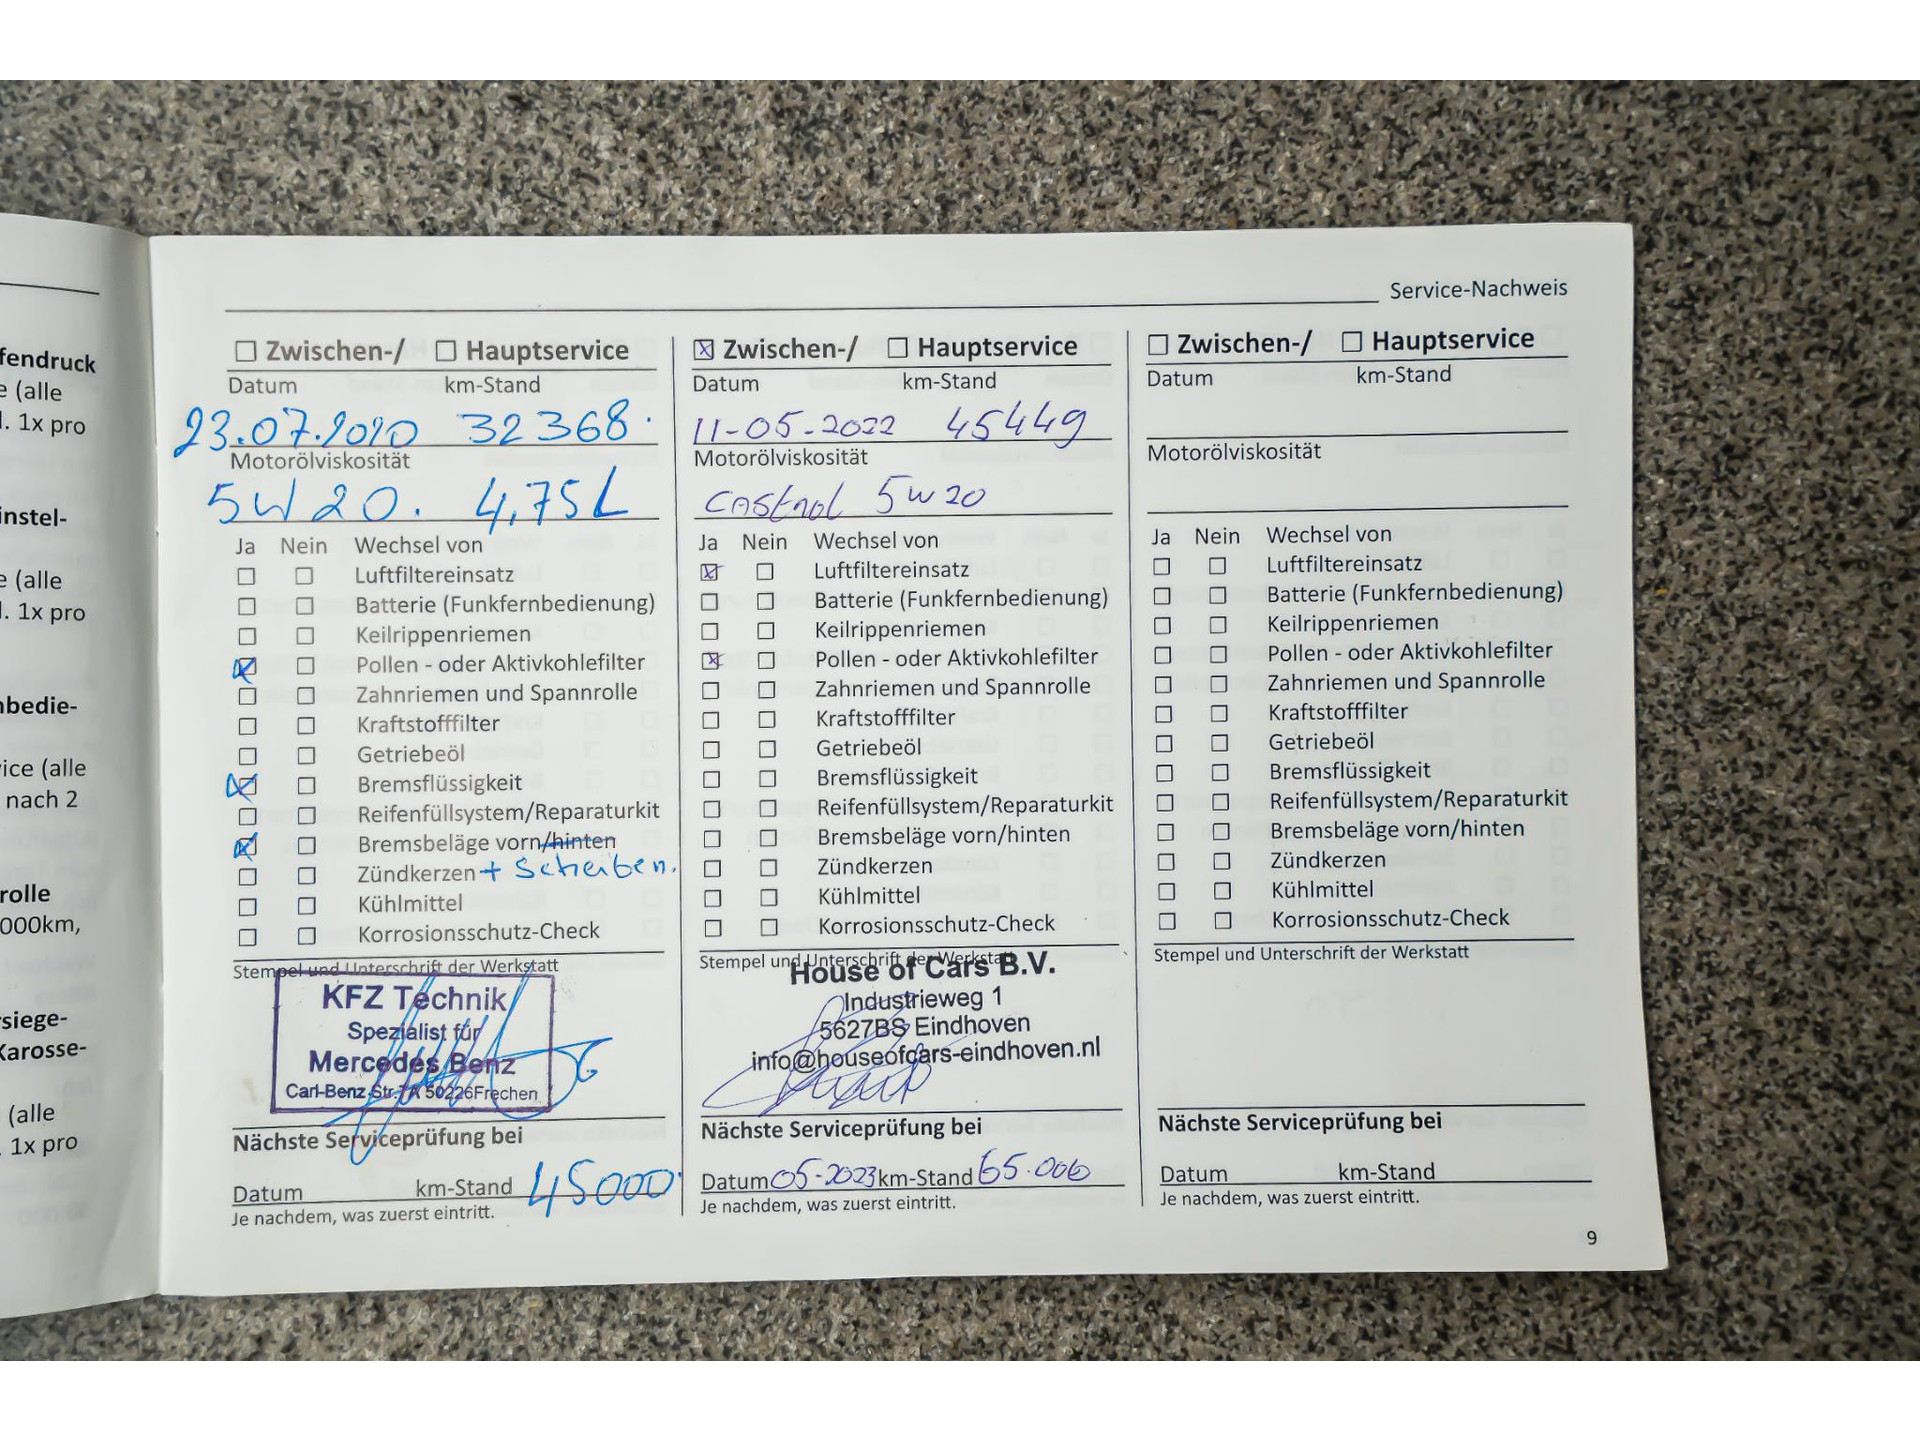 fendruck
e (alle
l. 1x pro
instel-
e (alle
l. 1x pro
nbedie-
ice (alle
nach 2
rolle
000km,
siege-
Karosse-
(alle
1x pro
Service-Nachweis
Zwischen-/ Hauptservice
Datum km-Stand
23.07.2020 32368.
Motorölviskosität
5W20. 4,75L
Ja Nein Wechsel von
Luftfiltereinsatz
Batterie (Funkfernbedienung)
Keilrippenriemen
Pollen - oder Aktivkohlefilter
Zahnriemen und Spannrolle
Kraftstofffilter
Getriebeöl
Bremsflüssigkeit
Reifenfüllsystem/Reparaturkit
Bremsbeläge vorn/hinten
Zündkerzen + Scheiben.
Kühlmittel
Korrosionsschutz-Check
Stempel und Unterschrift der Werkstatt
KFZ Technik
Spezialist für
Mercedes Benz
Carl-Benz-Str.7A 50226Frechen
Nächste Serviceprüfung bei
Datum km-Stand 45000.
Je nachdem, was zuerst eintritt.
Zwischen-/ Hauptservice
Datum km-Stand
11-05-2022 45449
Motorölviskosität
Castrol 5w20
Ja Nein Wechsel von
Luftfiltereinsatz
Batterie (Funkfernbedienung)
Keilrippenriemen
Pollen - oder Aktivkohlefilter
Zahnriemen und Spannrolle
Kraftstofffilter
Getriebeöl
Bremsflüssigkeit
Reifenfüllsystem/Reparaturkit
Bremsbeläge vorn/hinten
Zündkerzen
Kühlmittel
Korrosionsschutz-Check
Stempel und Unterschrift der Werkstatt
House of Cars B.V.
Industrieweg 1
5627BS Eindhoven
info@houseofcars-eindhoven.nl
Nächste Serviceprüfung bei
Datum 05-2023 km-Stand 65.000
Je nachdem, was zuerst eintritt.
Zwischen-/ Hauptservice
Datum km-Stand
Motorölviskosität
Ja Nein Wechsel von
Luftfiltereinsatz
Batterie (Funkfernbedienung)
Keilrippenriemen
Pollen - oder Aktivkohlefilter
Zahnriemen und Spannrolle
Kraftstofffilter
Getriebeöl
Bremsflüssigkeit
Reifenfüllsystem/Reparaturkit
Bremsbeläge vorn/hinten
Zündkerzen
Kühlmittel
Korrosionsschutz-Check
Stempel und Unterschrift der Werkstatt
Nächste Serviceprüfung bei
Datum km-Stand
Je nachdem, was zuerst eintritt.
9